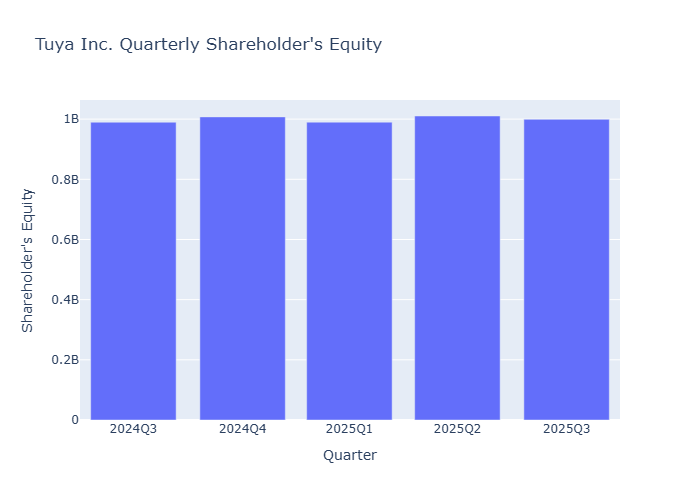 Tuya Inc. Quarterly Shareholder's Equity
Shareholder's Equity
1B
0.8B
0.6B
0.4B
0.2B
0
2024Q3 2024Q4 2025Q1 2025Q2 2025Q3
Quarter